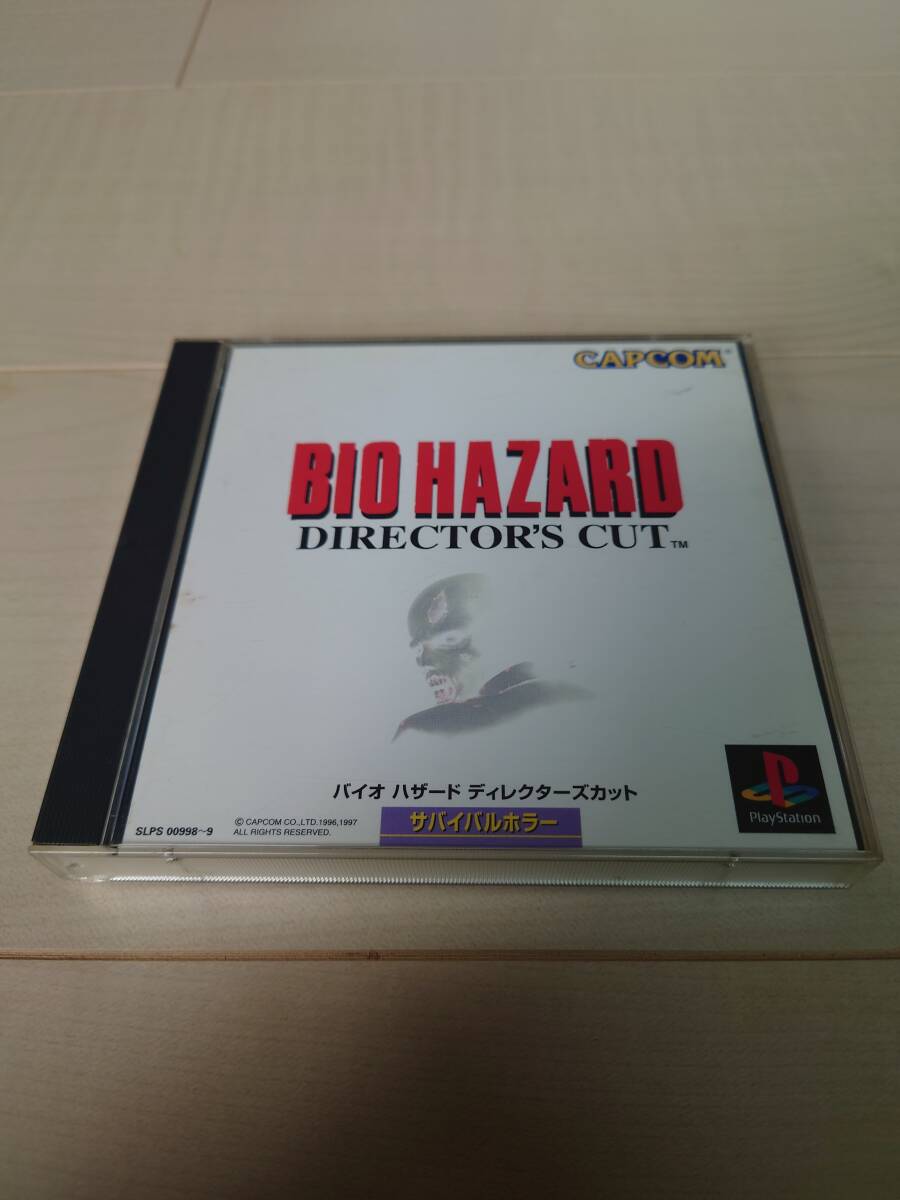 CAPCOM
BIO HAZARD
DIRECTOR'S CUT™
バイオ ハザード ディレクターズカット
サバイバルホラー
SLPS 00998~9
© CAPCOM CO.,LTD.1996,1997
ALL RIGHTS RESERVED.
PlayStation